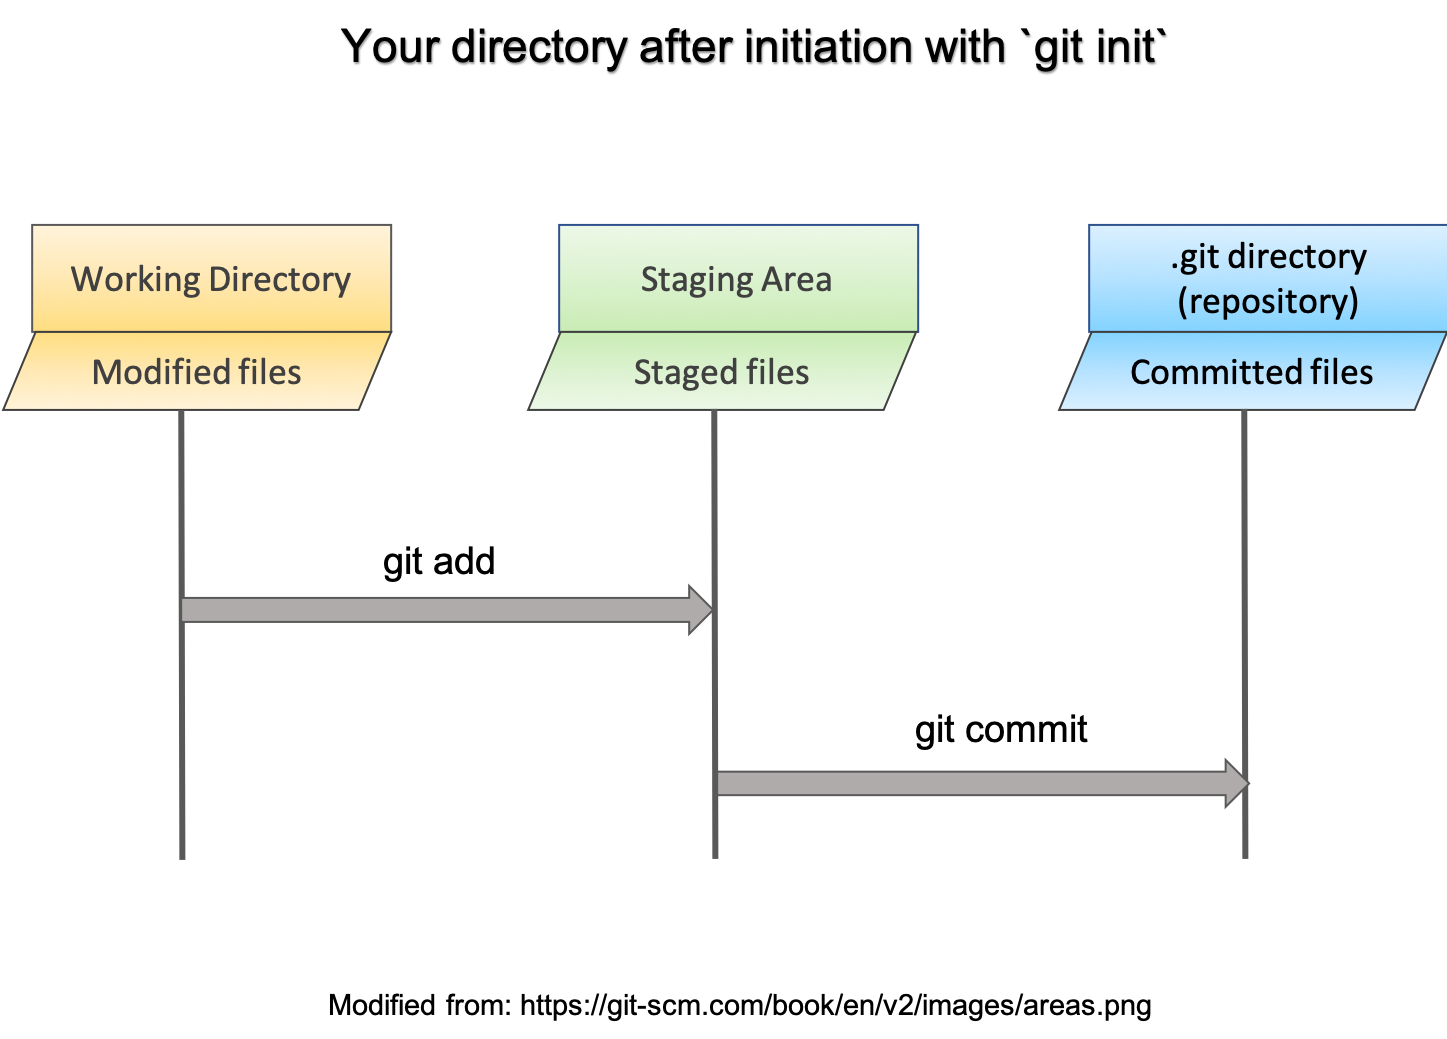 Your directory after initiation with `git init`
Working Directory
Modified files
Staging Area
Staged files
.git directory
(repository)
Committed files
git add
git commit
Modified from: https://git-scm.com/book/en/v2/images/areas.png